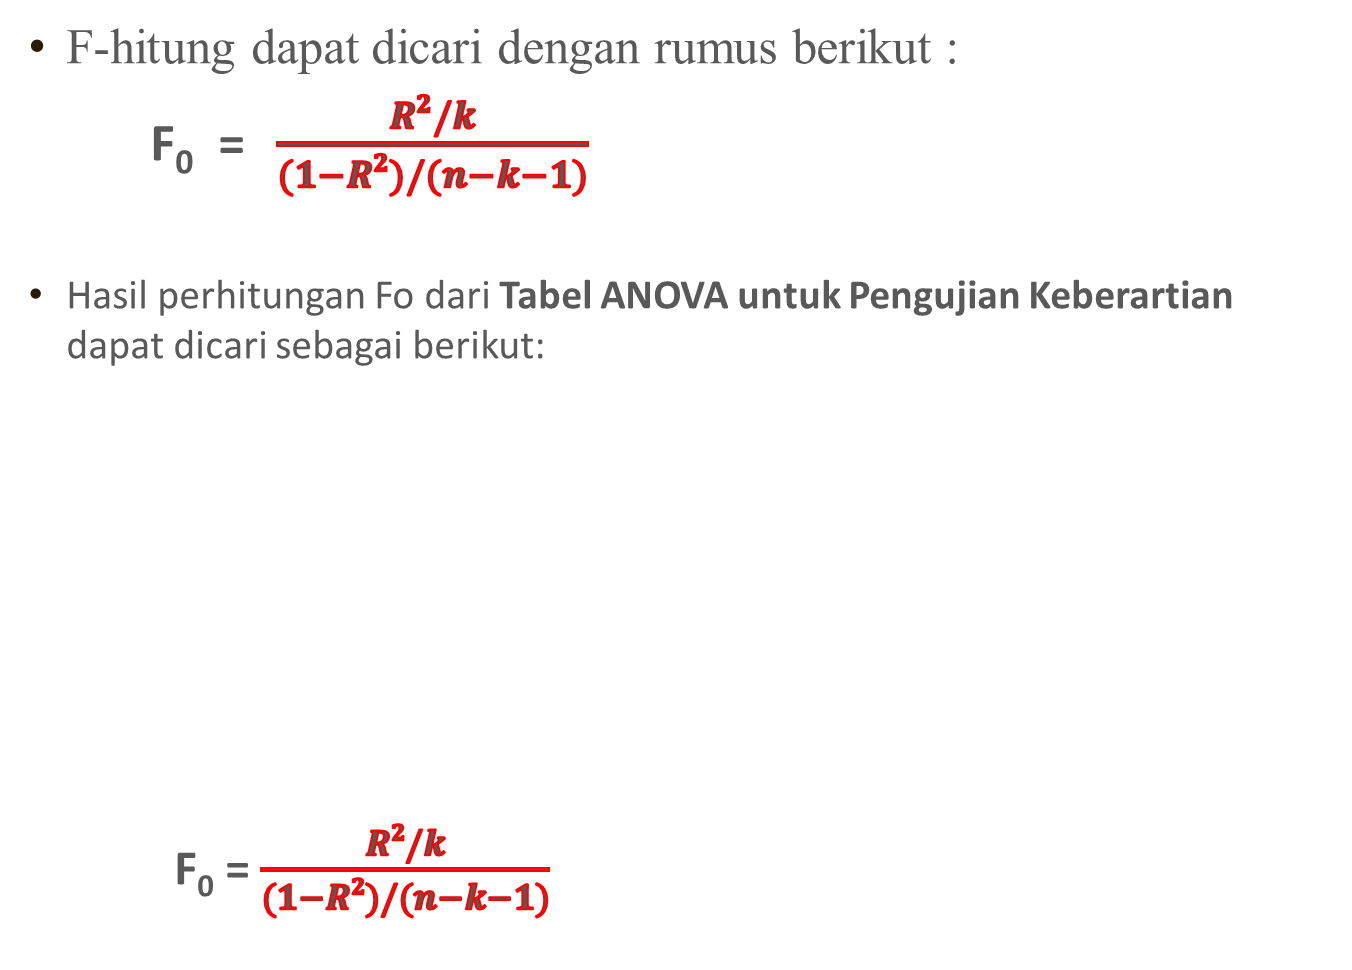 • F-hitung dapat dicari dengan rumus berikut :
F₀ = R²/k
(1−R²)/(n−k−1)
• Hasil perhitungan Fo dari Tabel ANOVA untuk Pengujian Keberartian
dapat dicari sebagai berikut:
F₀ = R²/k
(1−R²)/(n−k−1)